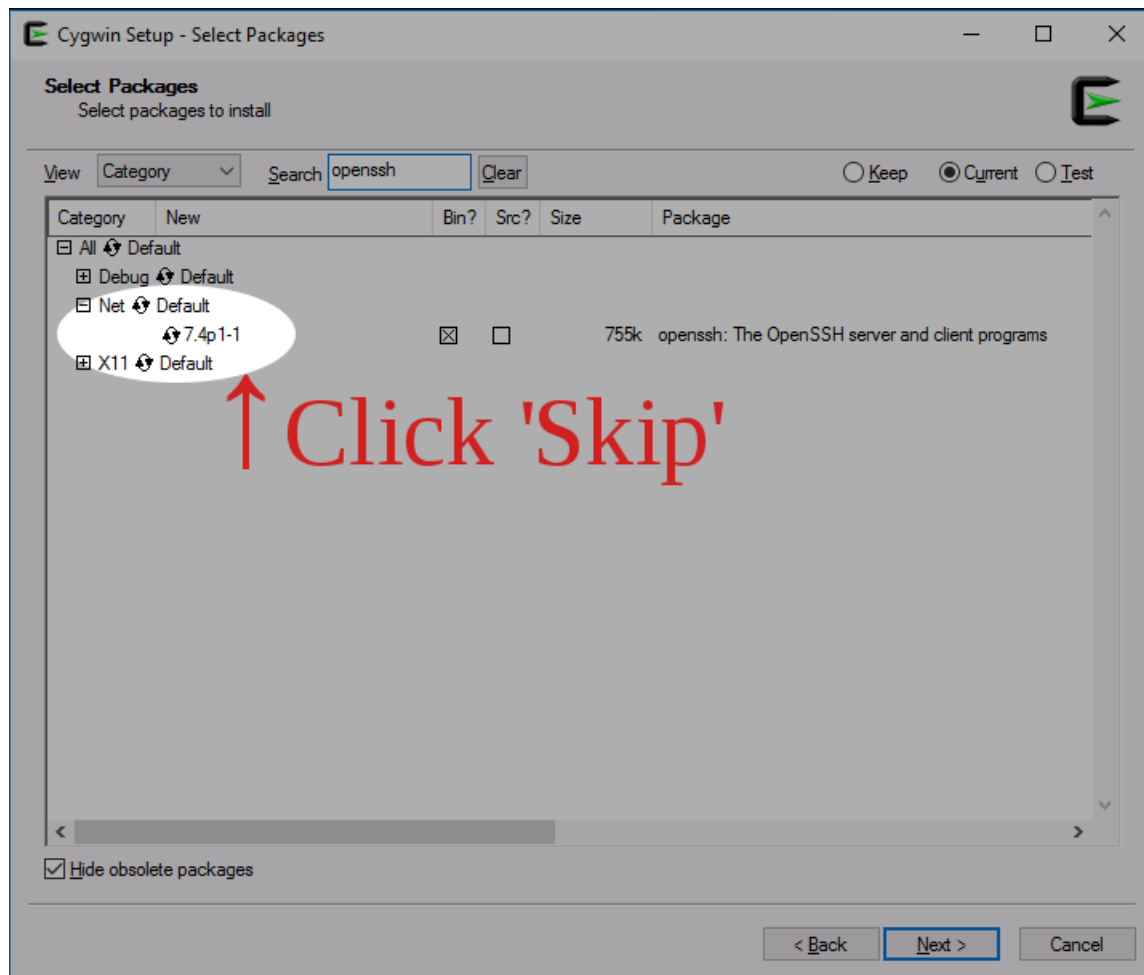 Cygwin Setup - Select Packages
Select Packages
Select packages to install
View Category Search openssh Clear Keep Current Test
Category New Bin? Src? Size Package
All Default
Debug Default
Net Default
7.4p1-1 755k openssh: The OpenSSH server and client programs
X11 Default
Click 'Skip'
Hide obsolete packages
< Back Next > Cancel